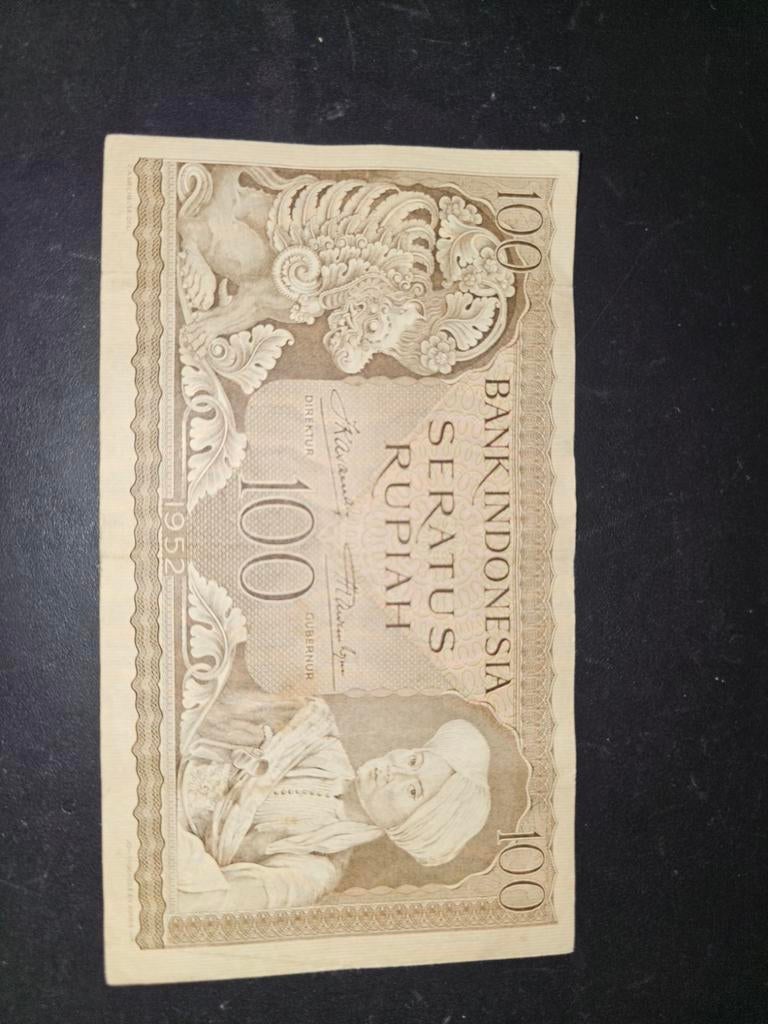 100
BANK INDONESIA
100
SERATUS
RUPIAH
DIREKTUR
GUBERNUR
100
1952